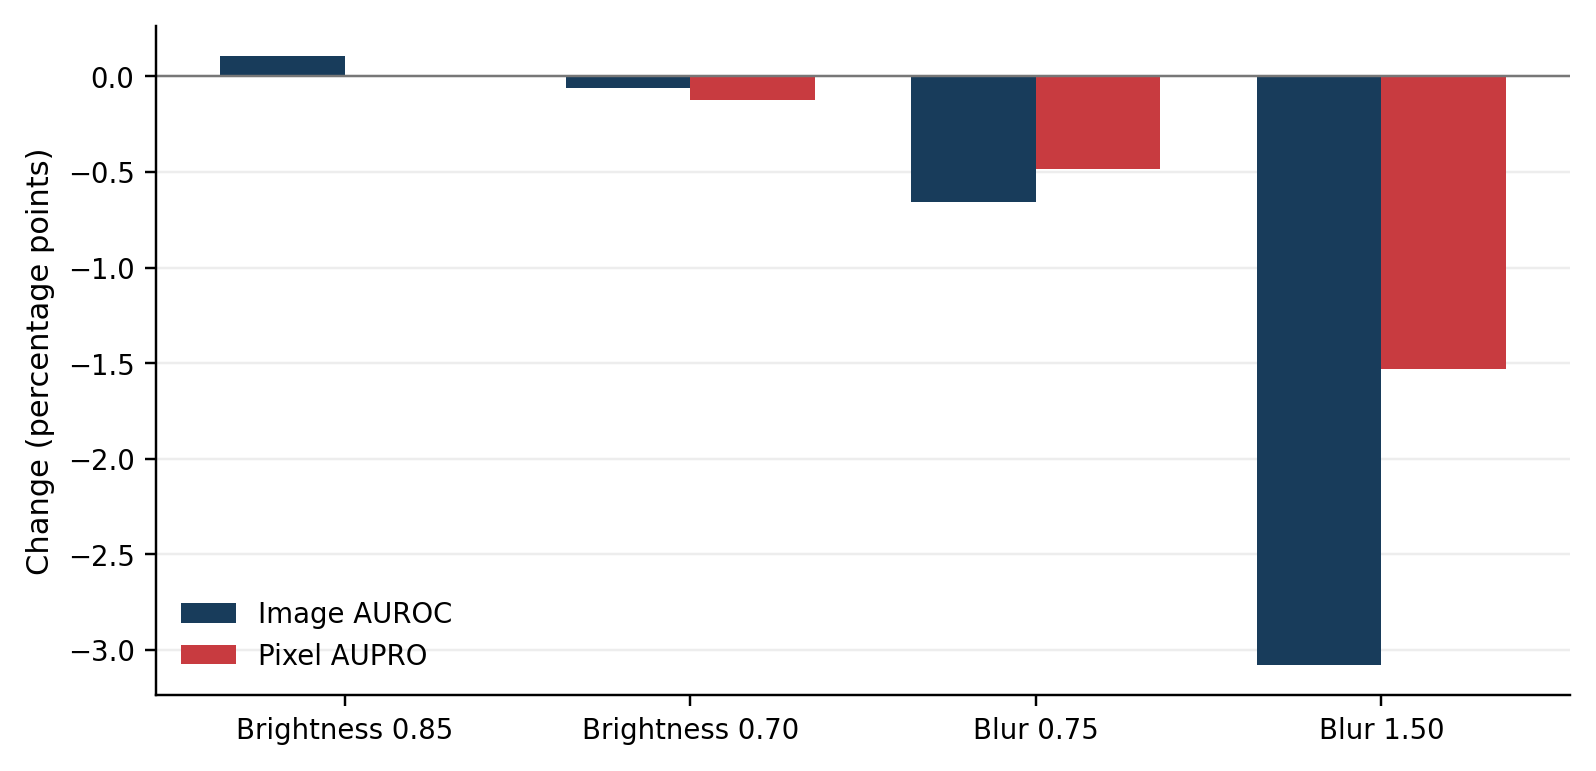 Change (percentage points)
0.0
−0.5
−1.0
−1.5
−2.0
−2.5
−3.0
Image AUROC
Pixel AUPRO
Brightness 0.85
Brightness 0.70
Blur 0.75
Blur 1.50